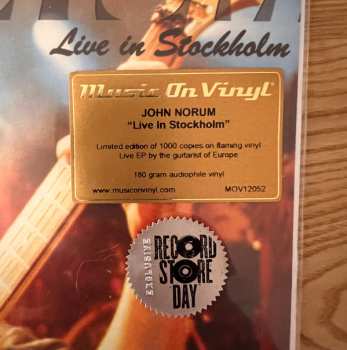 Live in Stockholm
Music On Vinyl
JOHN NORUM
"Live In Stockholm"
Limited edition of 1000 copies on flaming vinyl
Live EP by the guitarist of Europe
180 gram audiophile vinyl
www.musiconvinyl.com MOV12052
EXCLUSIVE
RECORD
STORE
DAY